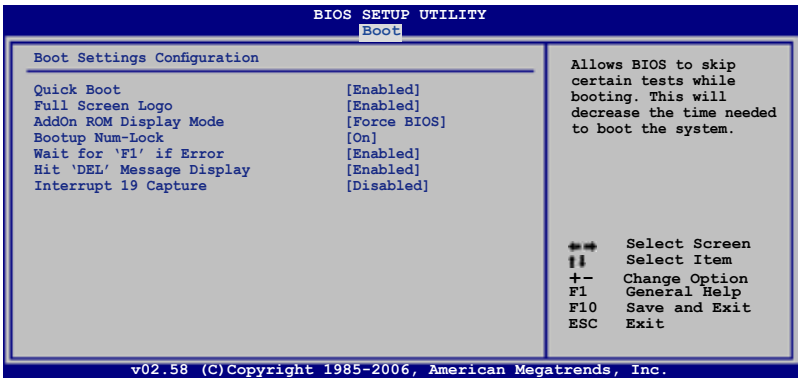 BIOS SETUP UTILITY
Boot
Boot Settings Configuration
Quick Boot [Enabled]
Full Screen Logo [Enabled]
AddOn ROM Display Mode [Force BIOS]
Bootup Num-Lock [On]
Wait for ‘F1’ if Error [Enabled]
Hit ‘DEL’ Message Display [Enabled]
Interrupt 19 Capture [Disabled]
Allows BIOS to skip
certain tests while
booting. This will
decrease the time needed
to boot the system.
←→ Select Screen
↑↓ Select Item
+- Change Option
F1 General Help
F10 Save and Exit
ESC Exit
v02.58 (C)Copyright 1985-2006, American Megatrends, Inc.